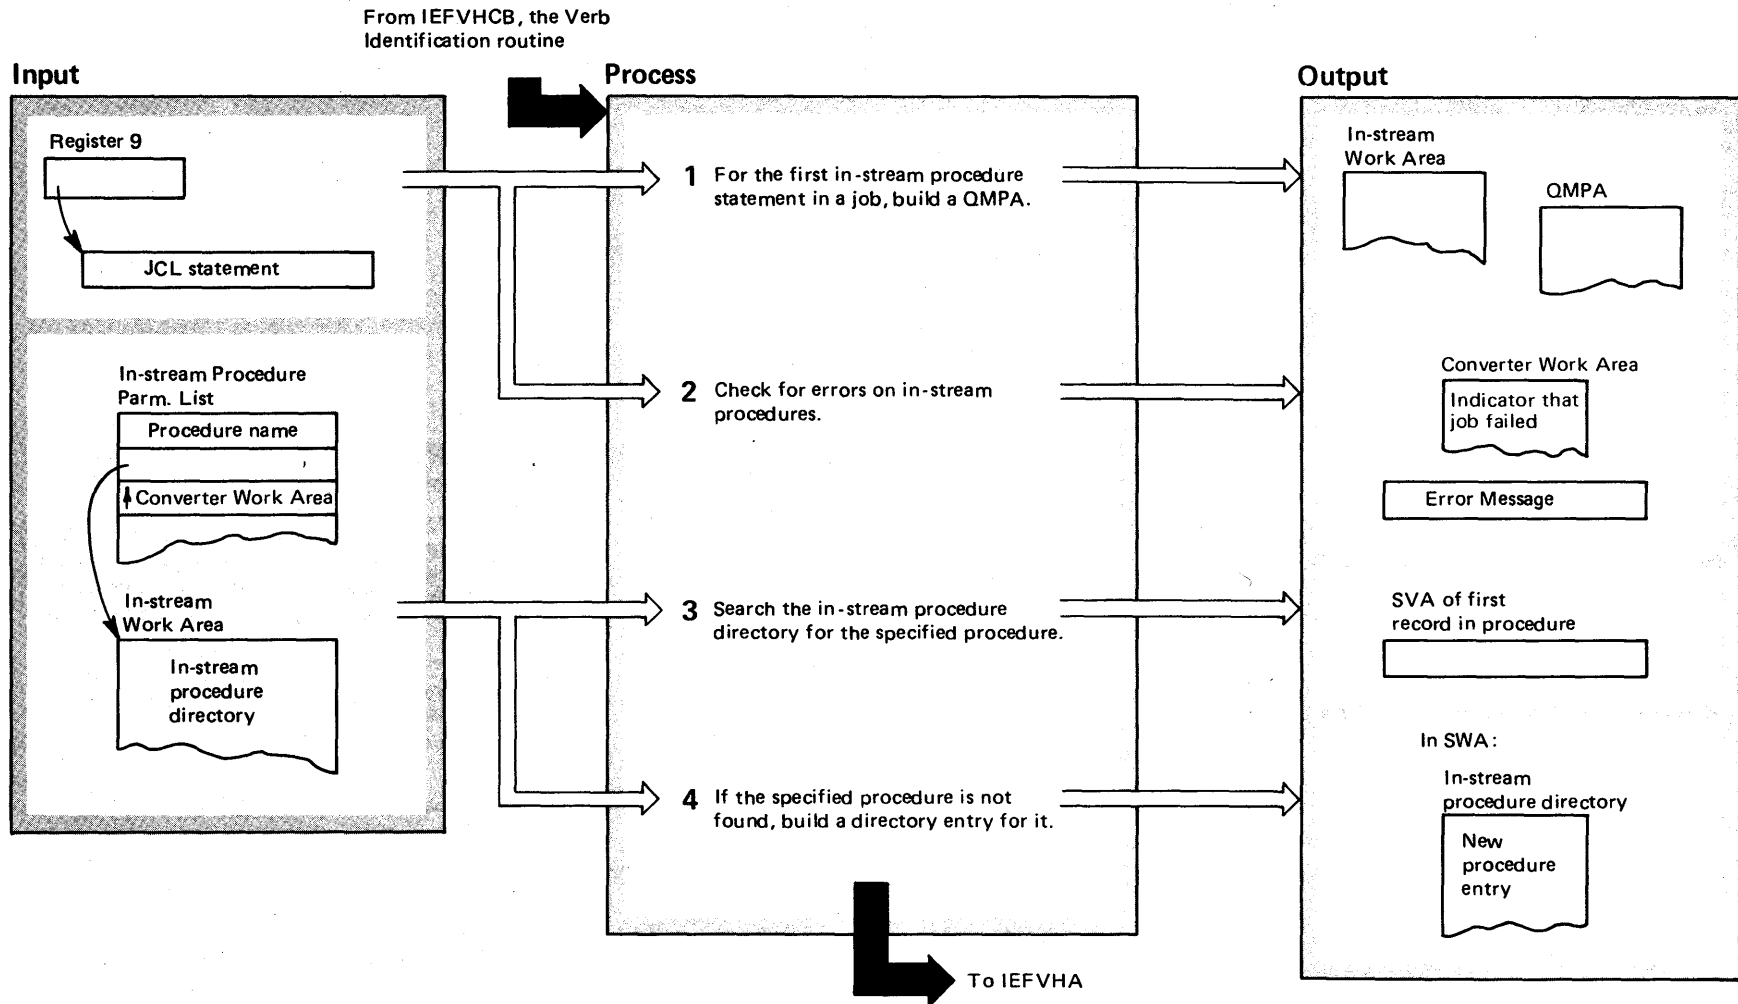 From IEFVHCB, the Verb
Identification routine
Input
Register 9
JCL statement
In-stream Procedure
Parm. List
Procedure name
Converter Work Area
In-stream
Work Area
In-stream
procedure
directory
Process
1 For the first in-stream procedure
statement in a job, build a QMPA.
2 Check for errors on in-stream
procedures.
3 Search the in-stream procedure
directory for the specified procedure.
4 If the specified procedure is not
found, build a directory entry for it.
To IEFVHA
Output
In-stream
Work Area
QMPA
Converter Work Area
Indicator that
job failed
Error Message
SVA of first
record in procedure
In SWA:
In-stream
procedure directory
New
procedure
entry